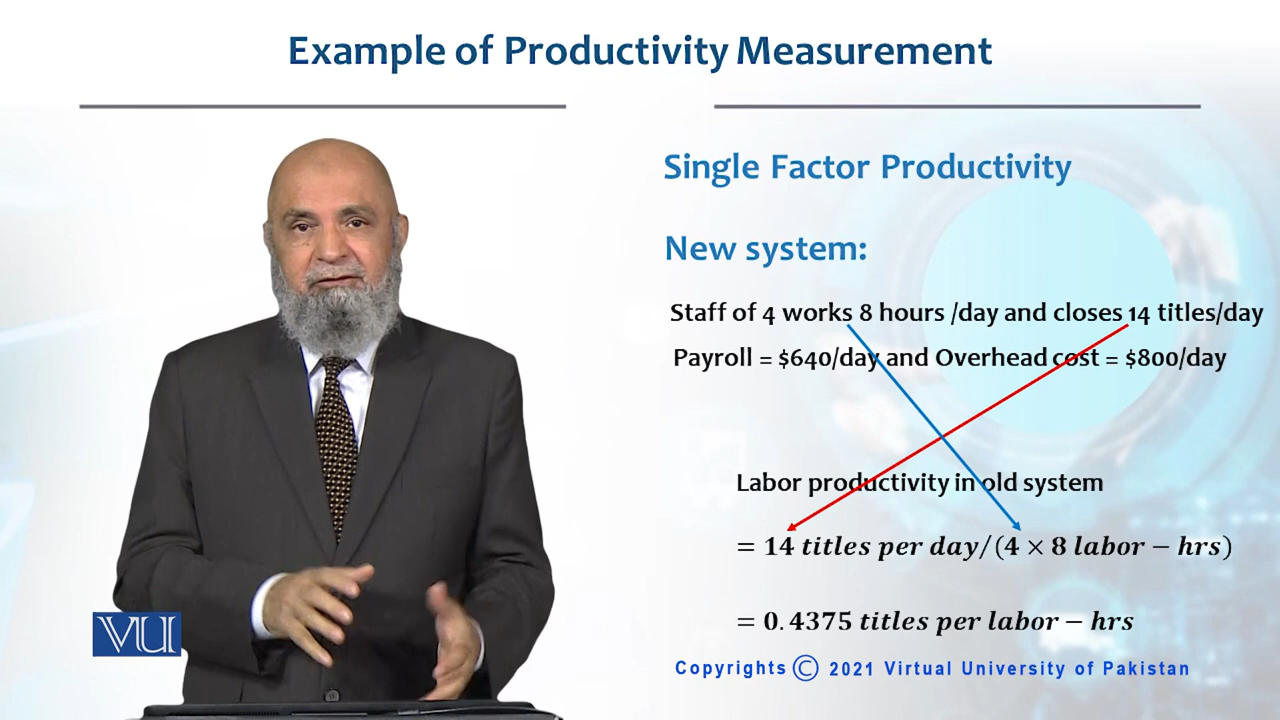 Example of Productivity Measurement
Single Factor Productivity
New system:
Staff of 4 works 8 hours /day and closes 14 titles/day
Payroll = $640/day and Overhead cost = $800/day
Labor productivity in old system
= 14 titles per day/(4 × 8 labor − hrs)
= 0.4375 titles per labor − hrs
VU
Copyrights © 2021 Virtual University of Pakistan